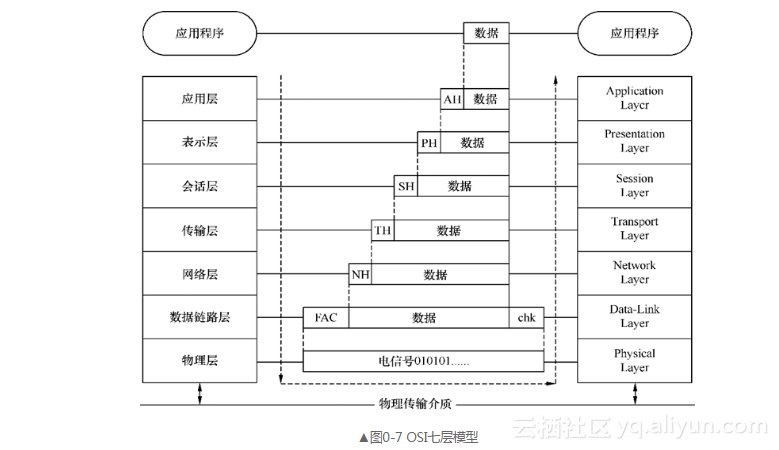 应用程序
数据
应用程序
应用层
AH
数据
Application
Laycr
表示层
PH
数据
Presentation
Layer
会话层
SH
数据
Session
Layer
传输层
TH
数据
Transport
Layer
网络层
NH
数据
Network
Layer
数据链路层
FAC
数据
chk
Data-Link
Layer
物理层
电信号010101......
Physical
Layer
物理传输介质
▲图0-7 OSI七层模型
云栖社区 yq.aliyun.com